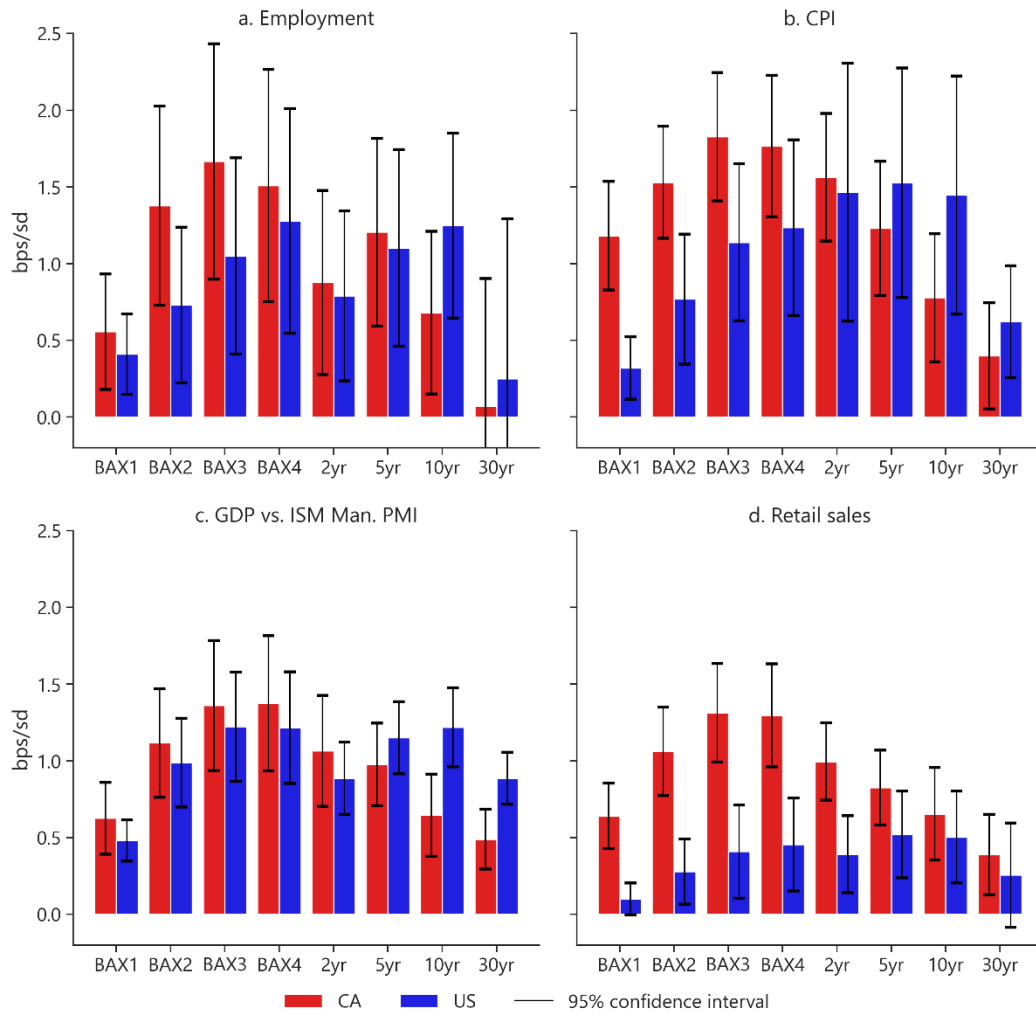 a. Employment
b. CPI
2.5
2.0
1.5
1.0
0.5
0.0
bps/sd
BAX1 BAX2 BAX3 BAX4 2yr 5yr 10yr 30yr
BAX1 BAX2 BAX3 BAX4 2yr 5yr 10yr 30yr
c. GDP vs. ISM Man. PMI
d. Retail sales
2.5
2.0
1.5
1.0
0.5
0.0
bps/sd
BAX1 BAX2 BAX3 BAX4 2yr 5yr 10yr 30yr
BAX1 BAX2 BAX3 BAX4 2yr 5yr 10yr 30yr
CA US 95% confidence interval